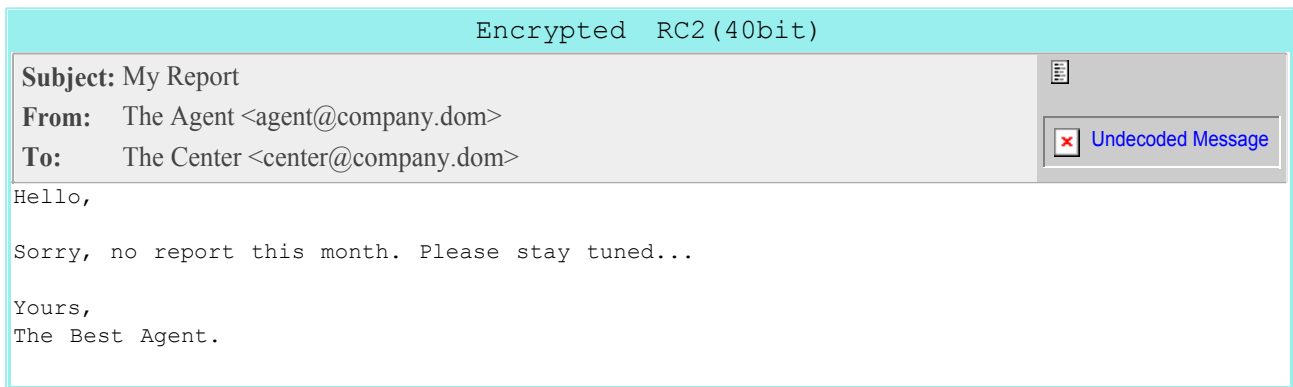 Encrypted RC2(40bit)
Subject: My Report
From: The Agent <agent@company.dom>
To: The Center <center@company.dom>
Undecoded Message
Hello,
Sorry, no report this month. Please stay tuned...
Yours,
The Best Agent.